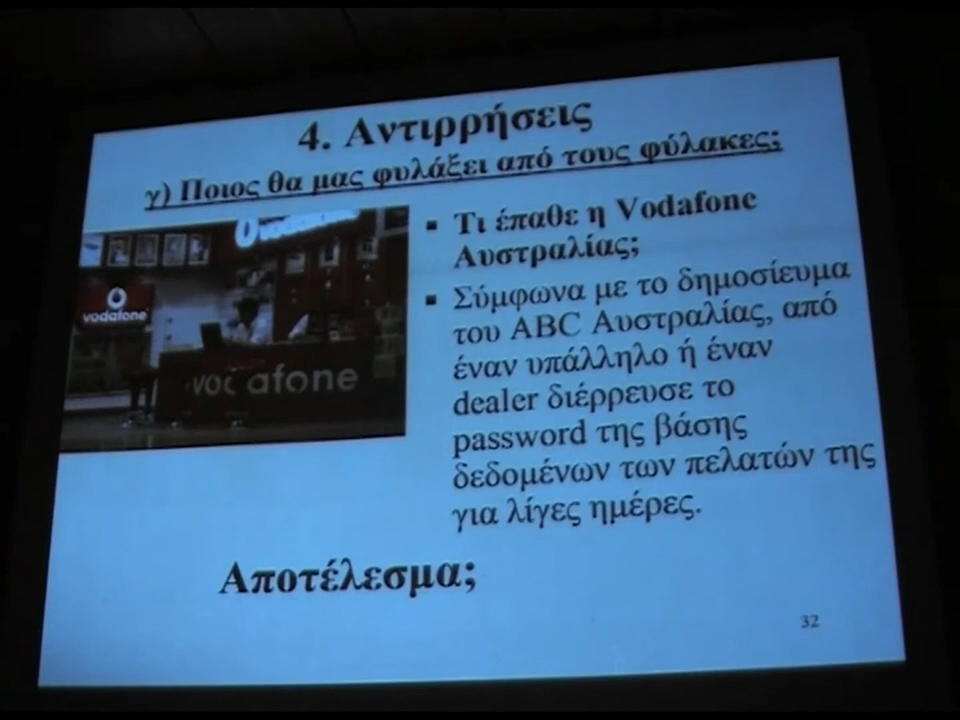 4. Αντιρρήσεις
γ) Ποιος θα μας φυλάξει από τους φύλακες;
vodafone
vodafone
vodafone
▪ Τι έπαθε η Vodafone
Αυστραλίας;
▪ Σύμφωνα με το δημοσίευμα
του ABC Αυστραλίας, από
έναν υπάλληλο ή έναν
dealer διέρρευσε το
password της βάσης
δεδομένων των πελατών της
για λίγες ημέρες.
Αποτέλεσμα;
32